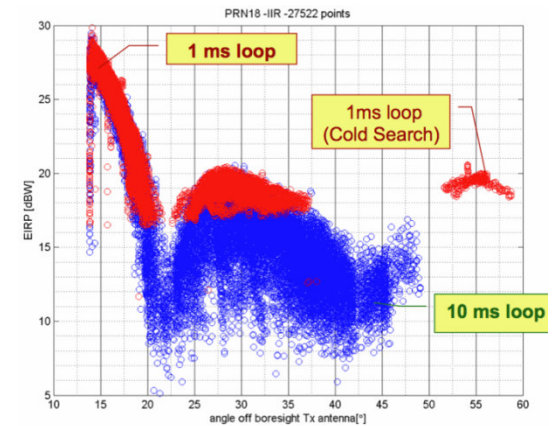 PRN18 -IIR -27522 points
30
1 ms loop
25
1ms loop
(Cold Search)
20
EIRP [dBW]
15
10 ms loop
10
5
10 15 20 25 30 35 40 45 50 55 60
angle off boresight Tx antenna[°]